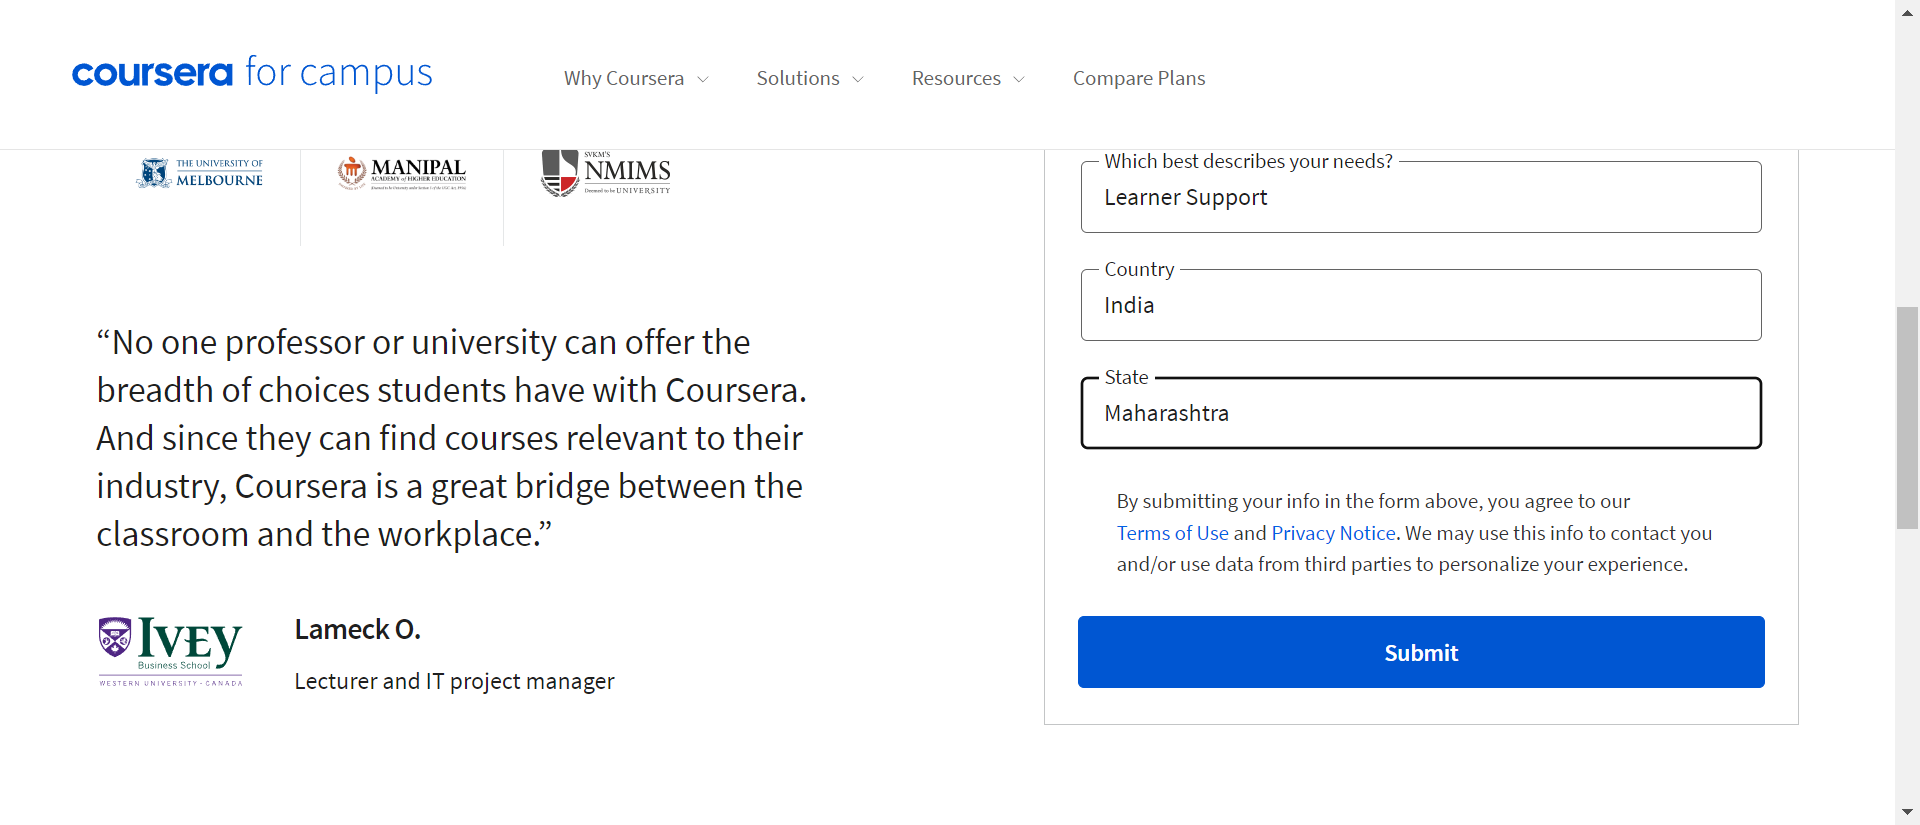 coursera for campus
Why Coursera
Solutions
Resources
Compare Plans
THE UNIVERSITY OF
MELBOURNE
MANIPAL
ACADEMY of HIGHER EDUCATION
SVKM'S
NMIMS
Deemed to be UNIVERSITY
“No one professor or university can offer the
breadth of choices students have with Coursera.
And since they can find courses relevant to their
industry, Coursera is a great bridge between the
classroom and the workplace.”
IVEY
Business School
WESTERN UNIVERSITY · CANADA
Lameck O.
Lecturer and IT project manager
Which best describes your needs?
Learner Support
Country
India
State
Maharashtra
By submitting your info in the form above, you agree to our
Terms of Use and Privacy Notice. We may use this info to contact you
and/or use data from third parties to personalize your experience.
Submit